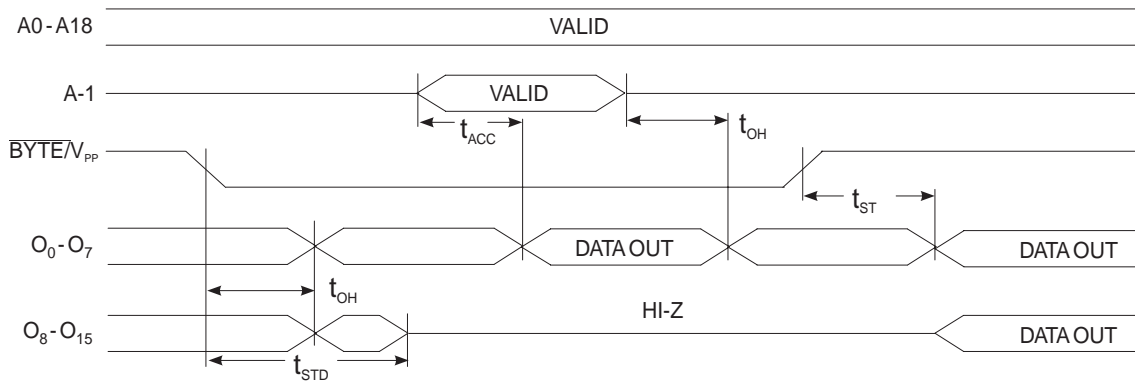 A0 - A18 VALID
A-1 VALID
tACC tOH
BYTE/VPP
tST
O0 - O7 DATA OUT DATA OUT
tOH
HI-Z
O8 - O15 DATA OUT
tSTD